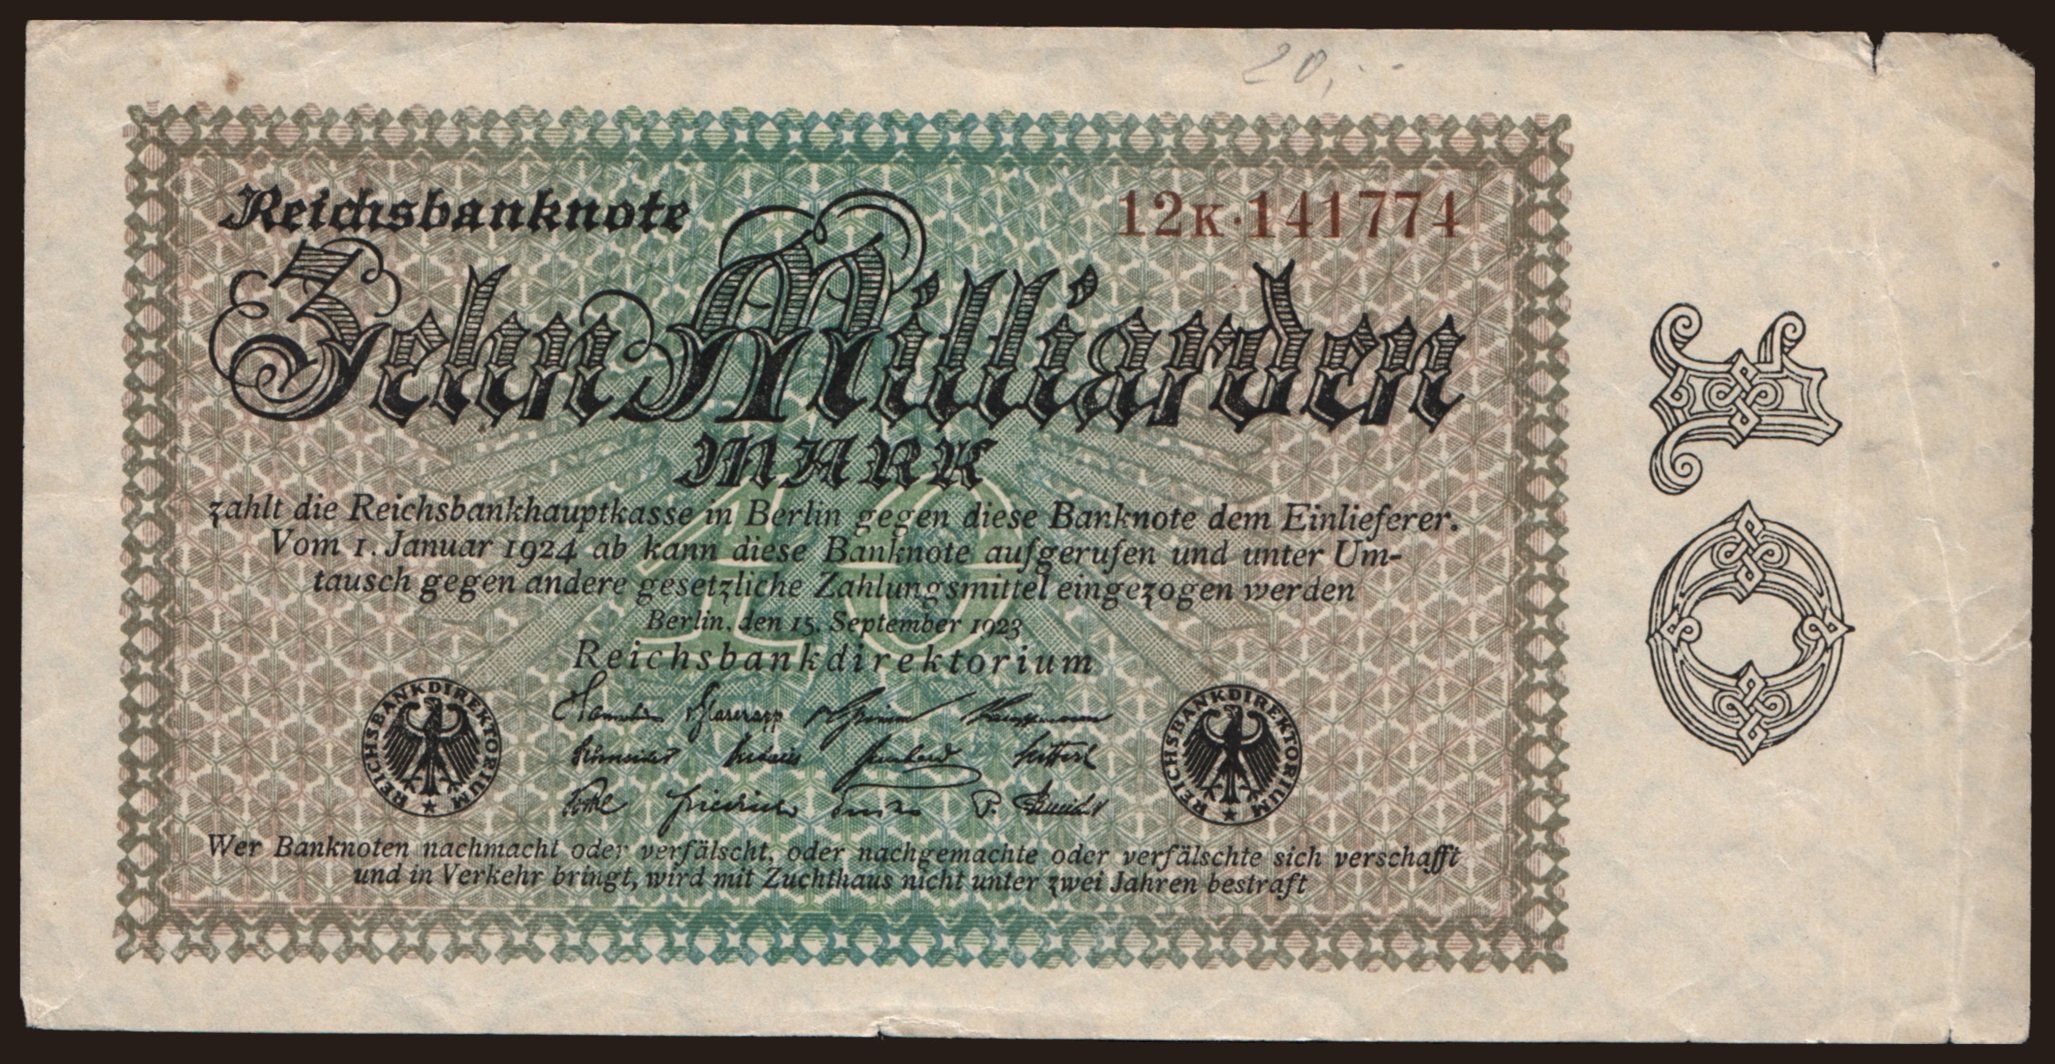 20,--
Reichsbanknote
12K·141774
Zehn Milliarden
MARK
10
zahlt die Reichsbankhauptkasse in Berlin gegen diese Banknote dem Einlieferer.
Vom 1. Januar 1924 ab kann diese Banknote aufgerufen und unter Um-
tausch gegen andere gesetzliche Zahlungsmittel eingezogen werden
Berlin, den 15. September 1923
Reichsbankdirektorium
REICHSBANKDIREKTORIUM
REICHSBANKDIREKTORIUM
Wer Banknoten nachmacht oder verfälscht, oder nachgemachte oder verfälschte sich verschafft
und in Verkehr bringt, wird mit Zuchthaus nicht unter zwei Jahren bestraft
10